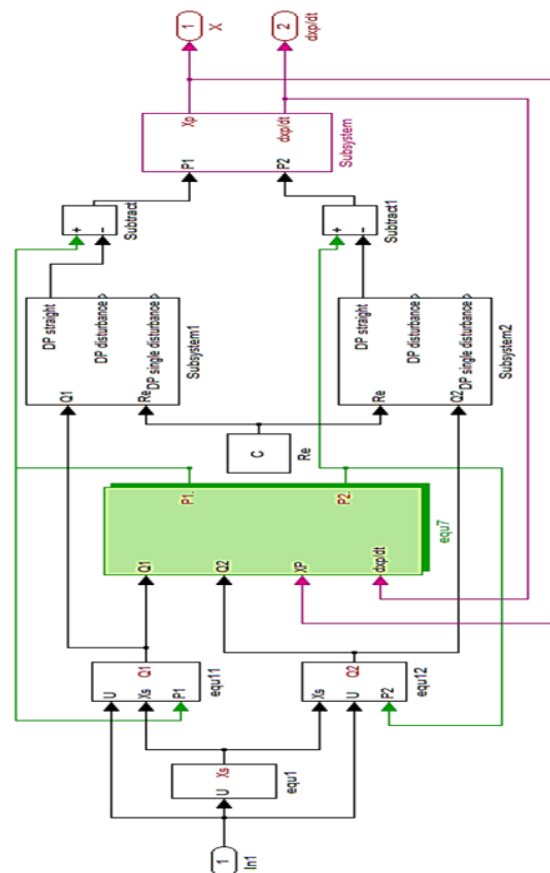 1
In1
U
Xs
equ1
U
Xs
P1
Q1
equ11
Xs
U
P2
Q2
equ12
Q1
Q2
XP
dxp/dt
P1.
P2.
equ7
C
Re
Q1
Re
DP straight
DP disturbance
DP single disturbance
Subsystem1
Re
Q2
DP straight
DP disturbance
DP single disturbance
Subsystem2
+
-
Subtract
+
-
Subtract1
P1
P2
Xp
dxp/dt
Subsystem
1
X
2
dxp/dt